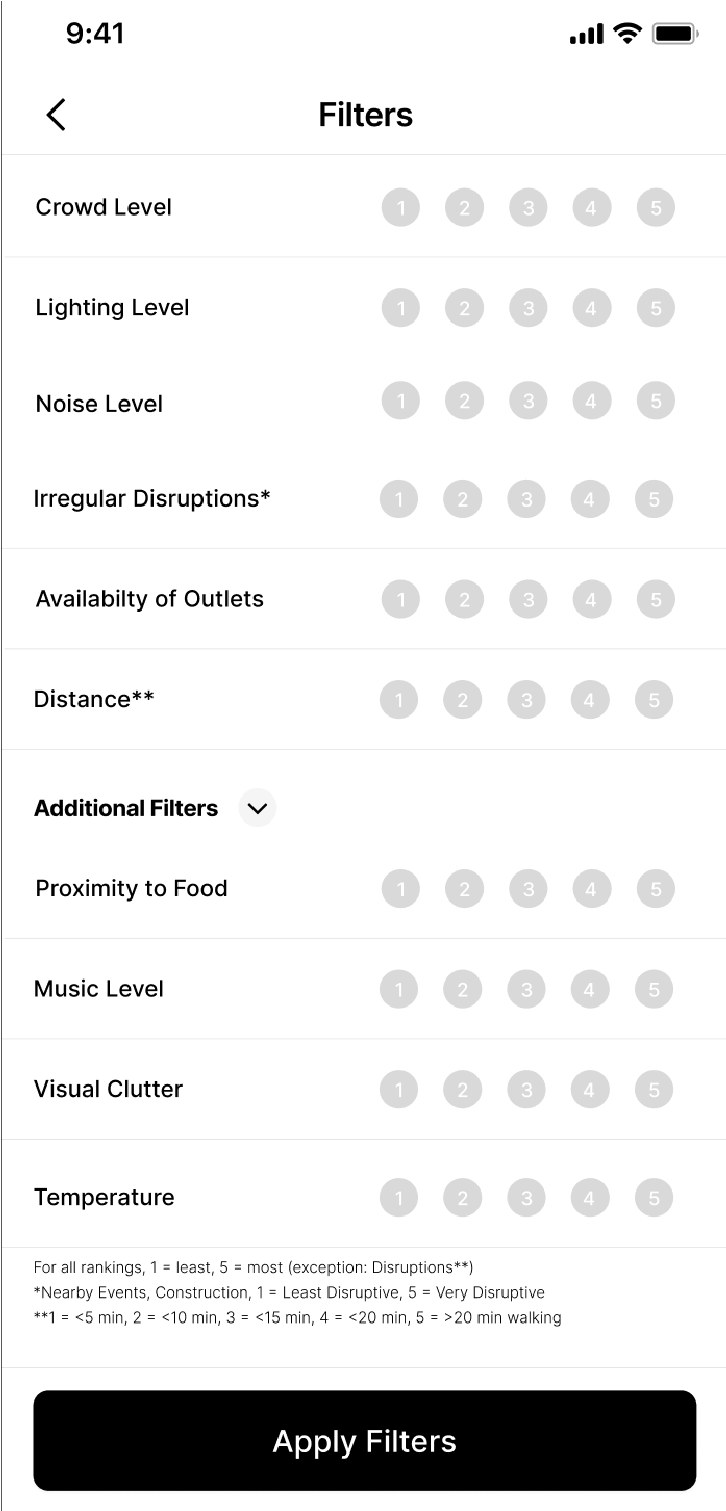 9:41
Filters
Crowd Level 1 2 3 4 5
Lighting Level 1 2 3 4 5
Noise Level 1 2 3 4 5
Irregular Disruptions* 1 2 3 4 5
Availabilty of Outlets 1 2 3 4 5
Distance** 1 2 3 4 5
Additional Filters
Proximity to Food 1 2 3 4 5
Music Level 1 2 3 4 5
Visual Clutter 1 2 3 4 5
Temperature 1 2 3 4 5
For all rankings, 1 = least, 5 = most (exception: Disruptions**)
*Nearby Events, Construction, 1 = Least Disruptive, 5 = Very Disruptive
**1 = <5 min, 2 = <10 min, 3 = <15 min, 4 = <20 min, 5 = >20 min walking
Apply Filters